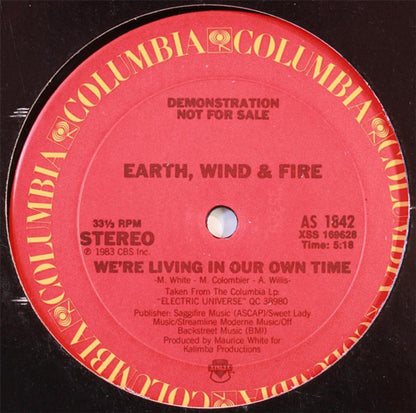 COLUMBIA COLUMBIA COLUMBIA COLUMBIA COLUMBIA COLUMBIA
DEMONSTRATION
NOT FOR SALE
EARTH, WIND & FIRE
33⅓ RPM
STEREO
℗ 1983 CBS Inc.
AS 1842
XSS 169628
Time: 5:18
WE'RE LIVING IN OUR OWN TIME
-M. White - M. Colombier - A. Willis-
Taken From The Columbia Lp:
"ELECTRIC UNIVERSE" QC 38980
Publisher: Saggifire Music (ASCAP)/Sweet Lady
Music/Streamline Moderne Music/Off
Backstreet Music (BMI)
Produced by Maurice White for
Kalimba Productions